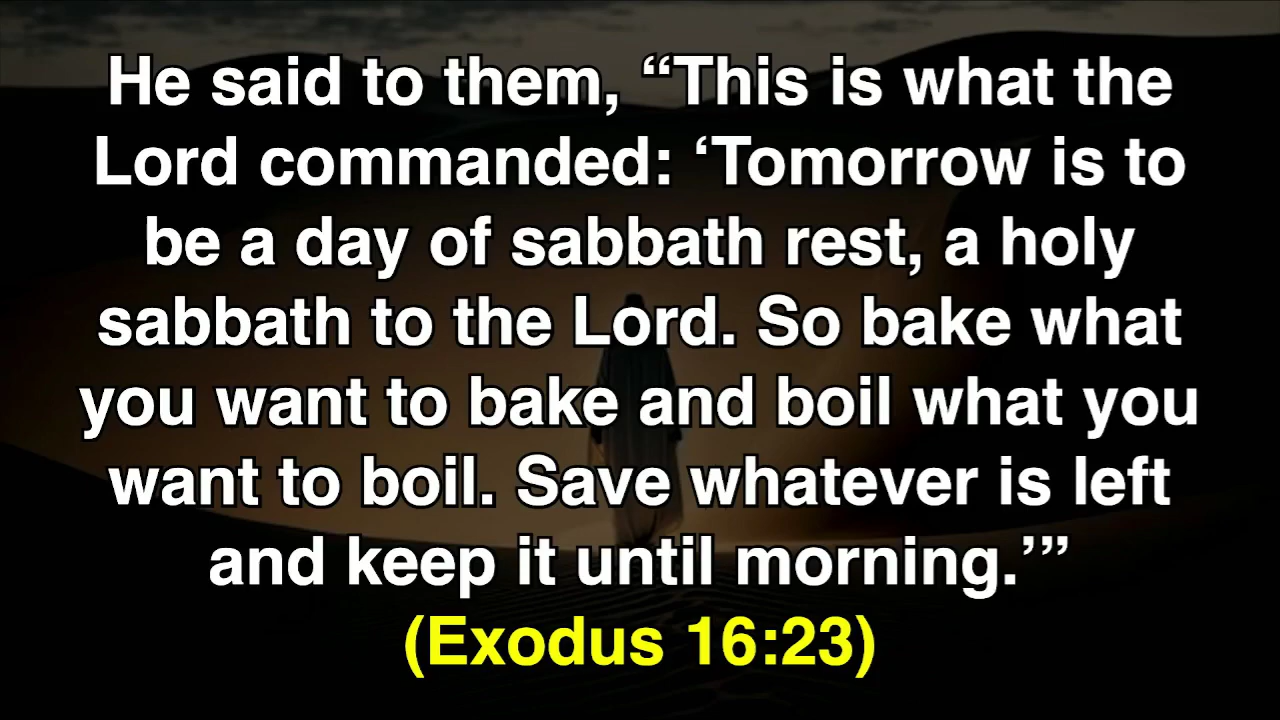 He said to them, “This is what the
Lord commanded: ‘Tomorrow is to
be a day of sabbath rest, a holy
sabbath to the Lord. So bake what
you want to bake and boil what you
want to boil. Save whatever is left
and keep it until morning.’”
(Exodus 16:23)